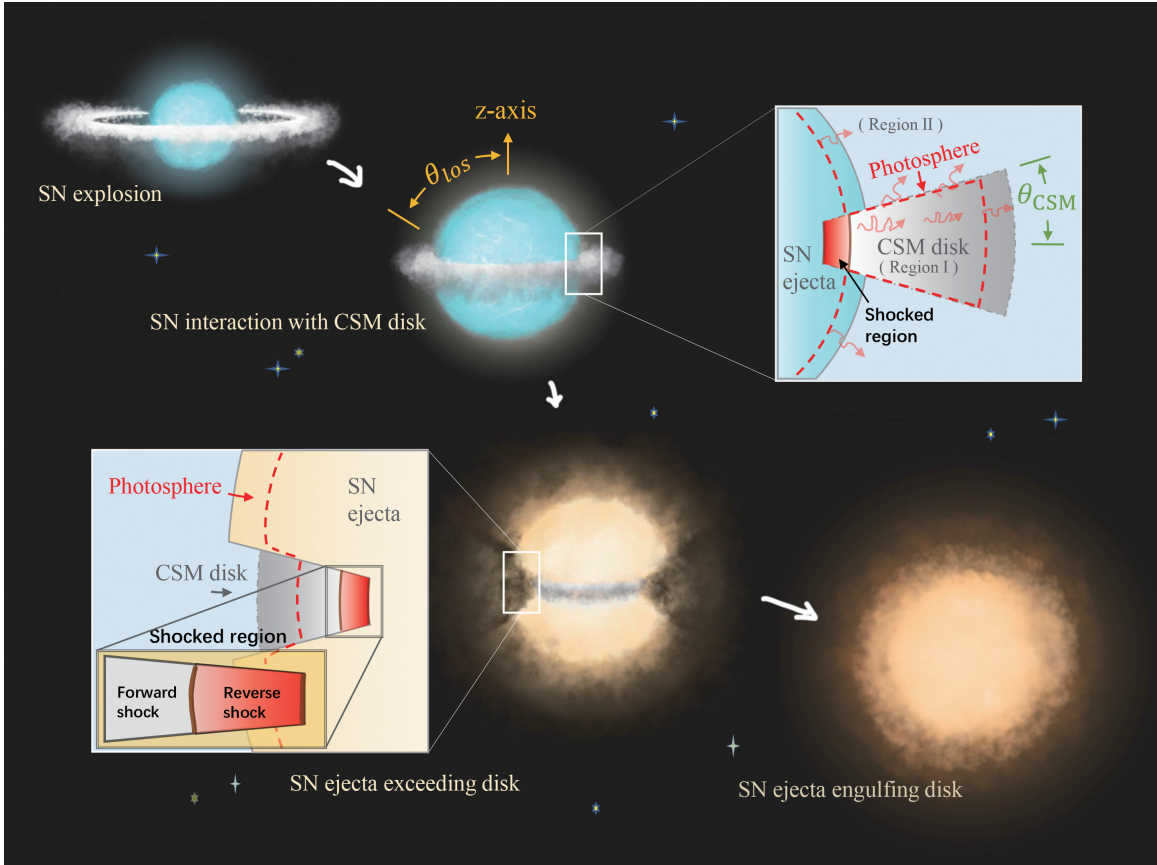 SN explosion
z-axis
θlos
SN interaction with CSM disk
( Region II )
Photosphere
θCSM
CSM disk
( Region I )
SN
ejecta
Shocked
region
Photosphere
SN
ejecta
CSM disk
Shocked region
Forward
shock
Reverse
shock
SN ejecta exceeding disk
SN ejecta engulfing disk